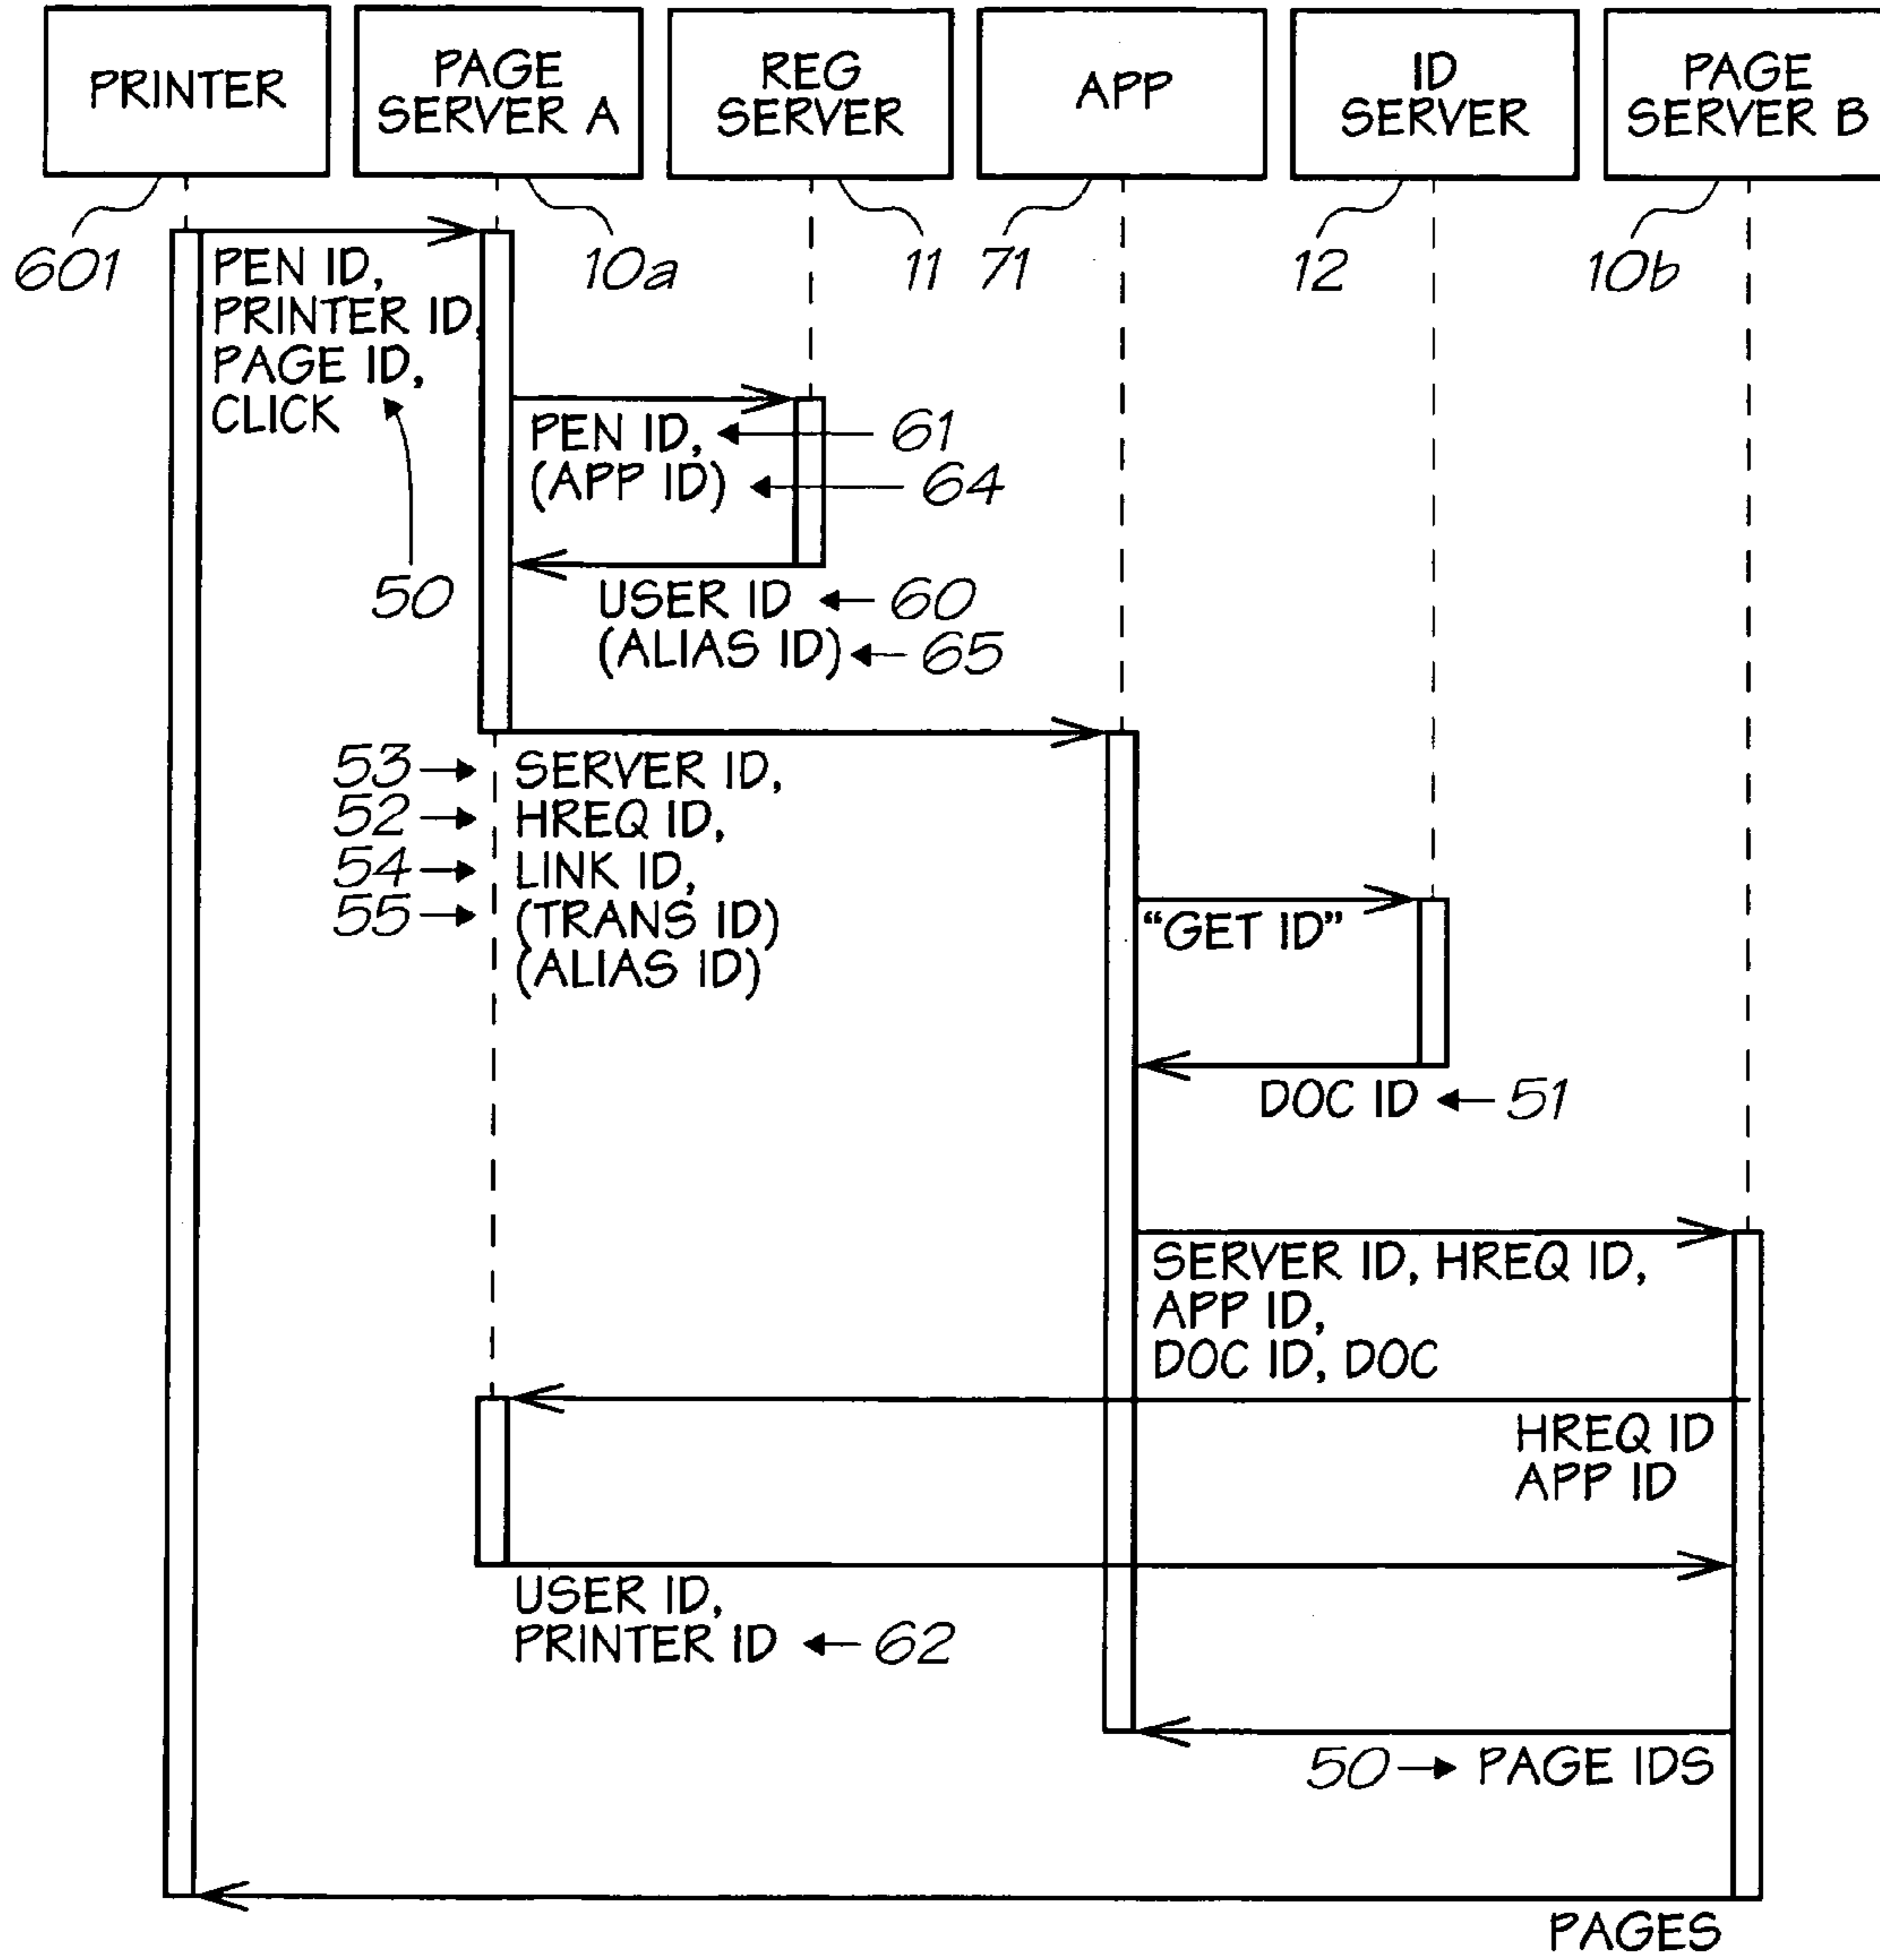 PRINTER
PAGE
SERVER A
REG
SERVER
APP
ID
SERVER
PAGE
SERVER B
601
10a
11
71
12
10b
PEN ID,
PRINTER ID,
PAGE ID,
CLICK
50
PEN ID,
61
(APP ID)
64
USER ID
60
(ALIAS ID)
65
53
SERVER ID,
52
HREQ ID,
54
LINK ID,
55
(TRANS ID)
(ALIAS ID)
“GET ID”
DOC ID
51
SERVER ID, HREQ ID,
APP ID,
DOC ID, DOC
HREQ ID
APP ID
USER ID,
PRINTER ID
62
50
PAGE IDS
PAGES